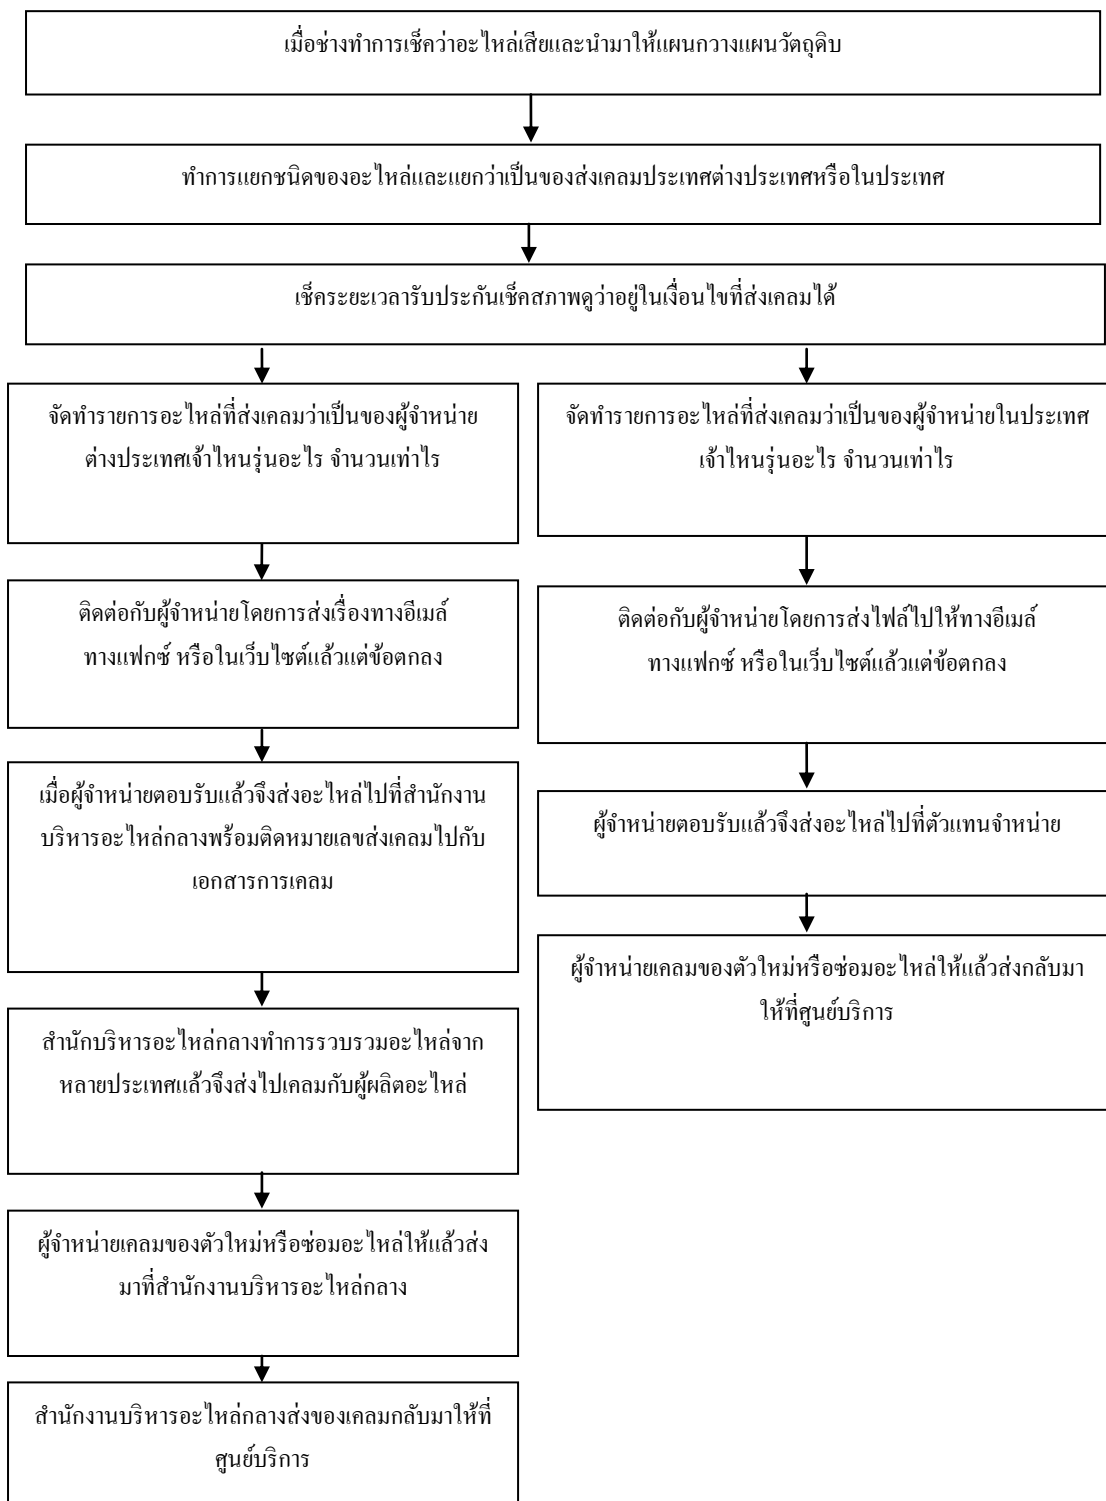 เมื่อช่างทำการเช็คว่าอะไหล่เสียและนำมาให้แผนกวางแผนวัตถุดิบ
ทำการแยกชนิดของอะไหล่และแยกว่าเป็นของส่งเคลมประเทศต่างประเทศหรือในประเทศ
เช็คระยะเวลารับประกันเช็คสภาพดูว่าอยู่ในเงื่อนไขที่ส่งเคลมได้
จัดทำรายการอะไหล่ที่ส่งเคลมว่าเป็นของผู้จำหน่าย
ต่างประเทศเจ้าไหนรุ่นอะไร จำนวนเท่าไร
ติดต่อกับผู้จำหน่ายโดยการส่งเรื่องทางอีเมล์
ทางแฟกซ์ หรือในเว็บไซต์แล้วแต่ข้อตกลง
เมื่อผู้จำหน่ายตอบรับแล้วจึงส่งอะไหล่ไปที่สำนักงาน
บริหารอะไหล่กลางพร้อมติดหมายเลขส่งเคลมไปกับ
เอกสารการเคลม
สำนักบริหารอะไหล่กลางทำการรวบรวมอะไหล่จาก
หลายประเทศแล้วจึงส่งไปเคลมกับผู้ผลิตอะไหล่
ผู้จำหน่ายเคลมของตัวใหม่หรือซ่อมอะไหล่ให้แล้วส่ง
มาที่สำนักงานบริหารอะไหล่กลาง
สำนักงานบริหารอะไหล่กลางส่งของเคลมกลับมาให้ที่
ศูนย์บริการ
จัดทำรายการอะไหล่ที่ส่งเคลมว่าเป็นของผู้จำหน่ายในประเทศ
เจ้าไหนรุ่นอะไร จำนวนเท่าไร
ติดต่อกับผู้จำหน่ายโดยการส่งไฟล์ไปให้ทางอีเมล์
ทางแฟกซ์ หรือในเว็บไซต์แล้วแต่ข้อตกลง
ผู้จำหน่ายตอบรับแล้วจึงส่งอะไหล่ไปที่ตัวแทนจำหน่าย
ผู้จำหน่ายเคลมของตัวใหม่หรือซ่อมอะไหล่ให้แล้วส่งกลับมา
ให้ที่ศูนย์บริการ